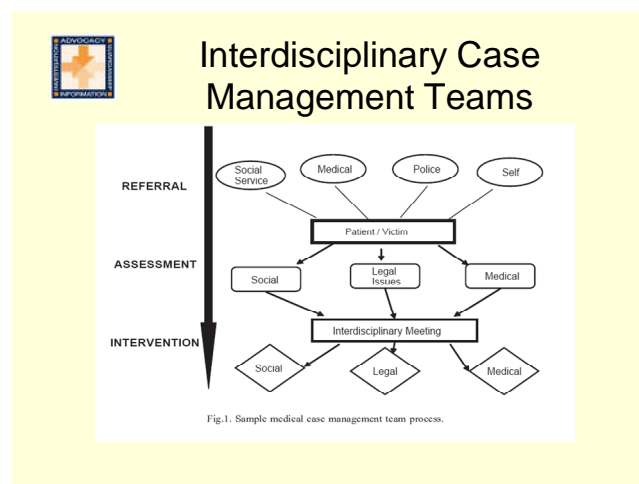 ADVOCACY
INFORMATION
Interdisciplinary Case
Management Teams
REFERRAL
Social
Service
Medical
Police
Self
Patient / Victim
ASSESSMENT
Social
Legal
Issues
Medical
Interdisciplinary Meeting
INTERVENTION
Social
Legal
Medical
Fig.1. Sample medical case management team process.